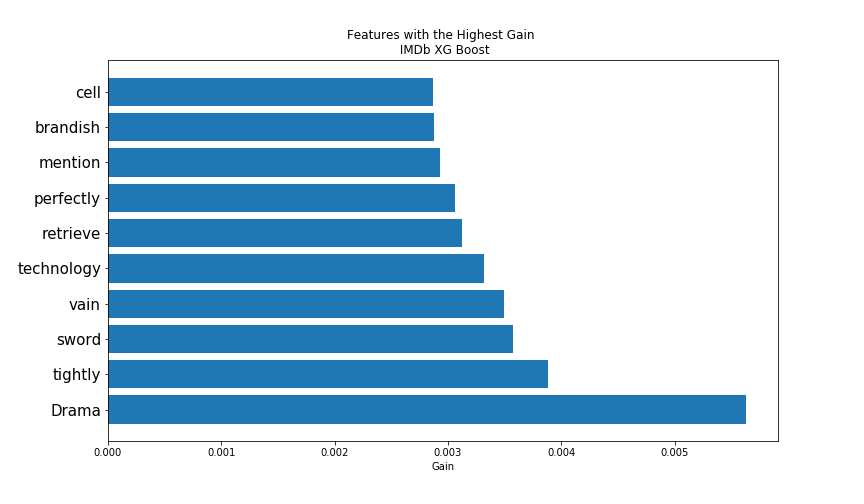 Features with the Highest Gain
IMDb XG Boost
cell
brandish
mention
perfectly
retrieve
technology
vain
sword
tightly
Drama
0.000 0.001 0.002 0.003 0.004 0.005
Gain